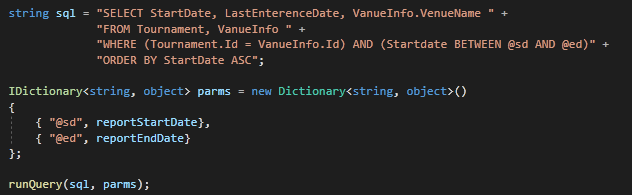 string sql = "SELECT StartDate, LastEnterenceDate, VanueInfo.VenueName " +
"FROM Tournament, VanueInfo " +
"WHERE (Tournament.Id = VanueInfo.Id) AND (Startdate BETWEEN @sd AND @ed)" +
"ORDER BY StartDate ASC";
IDictionary<string, object> parms = new Dictionary<string, object>()
{
{ "@sd", reportStartDate},
{ "@ed", reportEndDate}
};
runQuery(sql, parms);